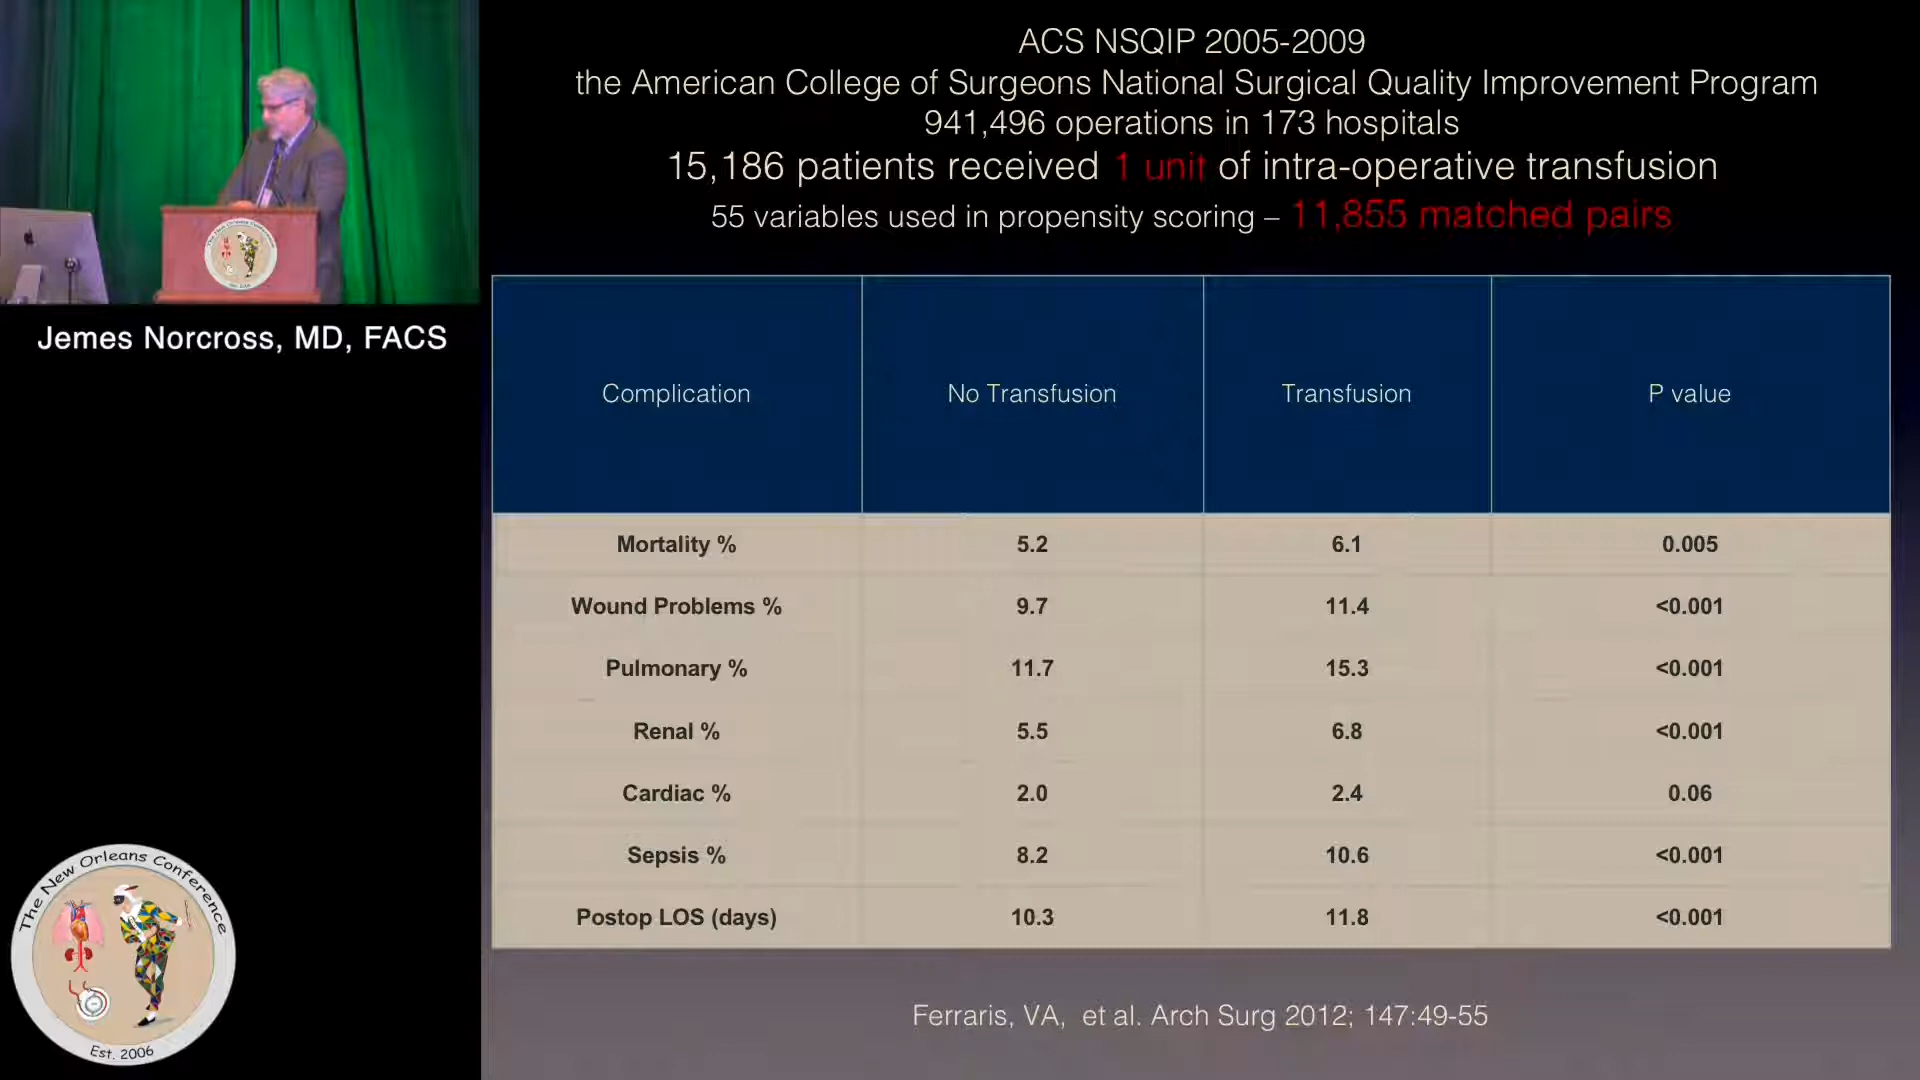 ACS NSQIP 2005-2009
the American College of Surgeons National Surgical Quality Improvement Program
941,496 operations in 173 hospitals
15,186 patients received 1 unit of intra-operative transfusion
55 variables used in propensity scoring – 11,855 matched pairs
Jemes Norcross, MD, FACS
Complication No Transfusion Transfusion P value
Mortality % 5.2 6.1 0.005
Wound Problems % 9.7 11.4 <0.001
Pulmonary % 11.7 15.3 <0.001
Renal % 5.5 6.8 <0.001
Cardiac % 2.0 2.4 0.06
Sepsis % 8.2 10.6 <0.001
Postop LOS (days) 10.3 11.8 <0.001
Ferraris, VA, et al. Arch Surg 2012; 147:49-55
The New Orleans Conference
Est. 2006